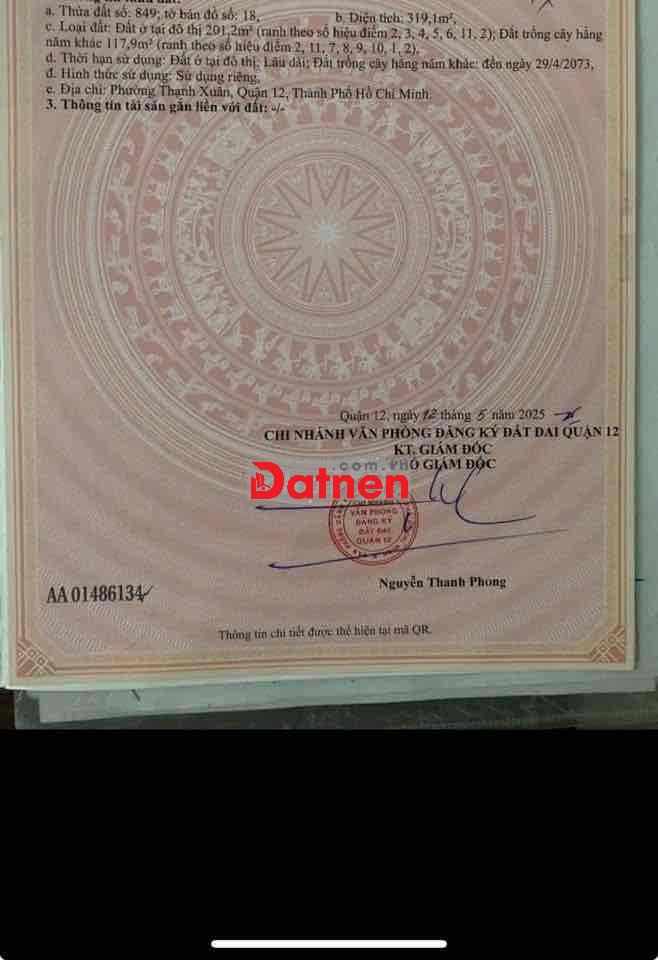 a. Thửa đất số: 849; tờ bản đồ số: 18, b. Diện tích: 319,1m²,
c. Loại đất: Đất ở tại đô thị 201,2m² (ranh theo số hiệu điểm 2, 3, 4, 5, 6, 11, 2); Đất trồng cây hằng
năm khác 117,9m² (ranh theo số hiệu điểm 2, 11, 7, 8, 9, 10, 1, 2),
d. Thời hạn sử dụng: Đất ở tại đô thị: Lâu dài; Đất trồng cây hàng năm khác: đến ngày 29/4/2073,
đ. Hình thức sử dụng: Sử dụng riêng,
e. Địa chỉ: Phường Thạnh Xuân, Quận 12, Thành Phố Hồ Chí Minh.
3. Thông tin tài sản gắn liền với đất: -/-
Quận 12, ngày 12 tháng 5 năm 2025
CHI NHÁNH VĂN PHÒNG ĐĂNG KÝ ĐẤT ĐAI QUẬN 12
KT. GIÁM ĐỐC
Ó GIÁM ĐỐC
.com.vn
Datnen
CHI NHÁNH
VĂN PHÒNG
ĐĂNG KÝ
ĐẤT ĐAI
QUẬN 12
Nguyễn Thanh Phong
AA 01486134
Thông tin chi tiết được thể hiện tại mã QR.